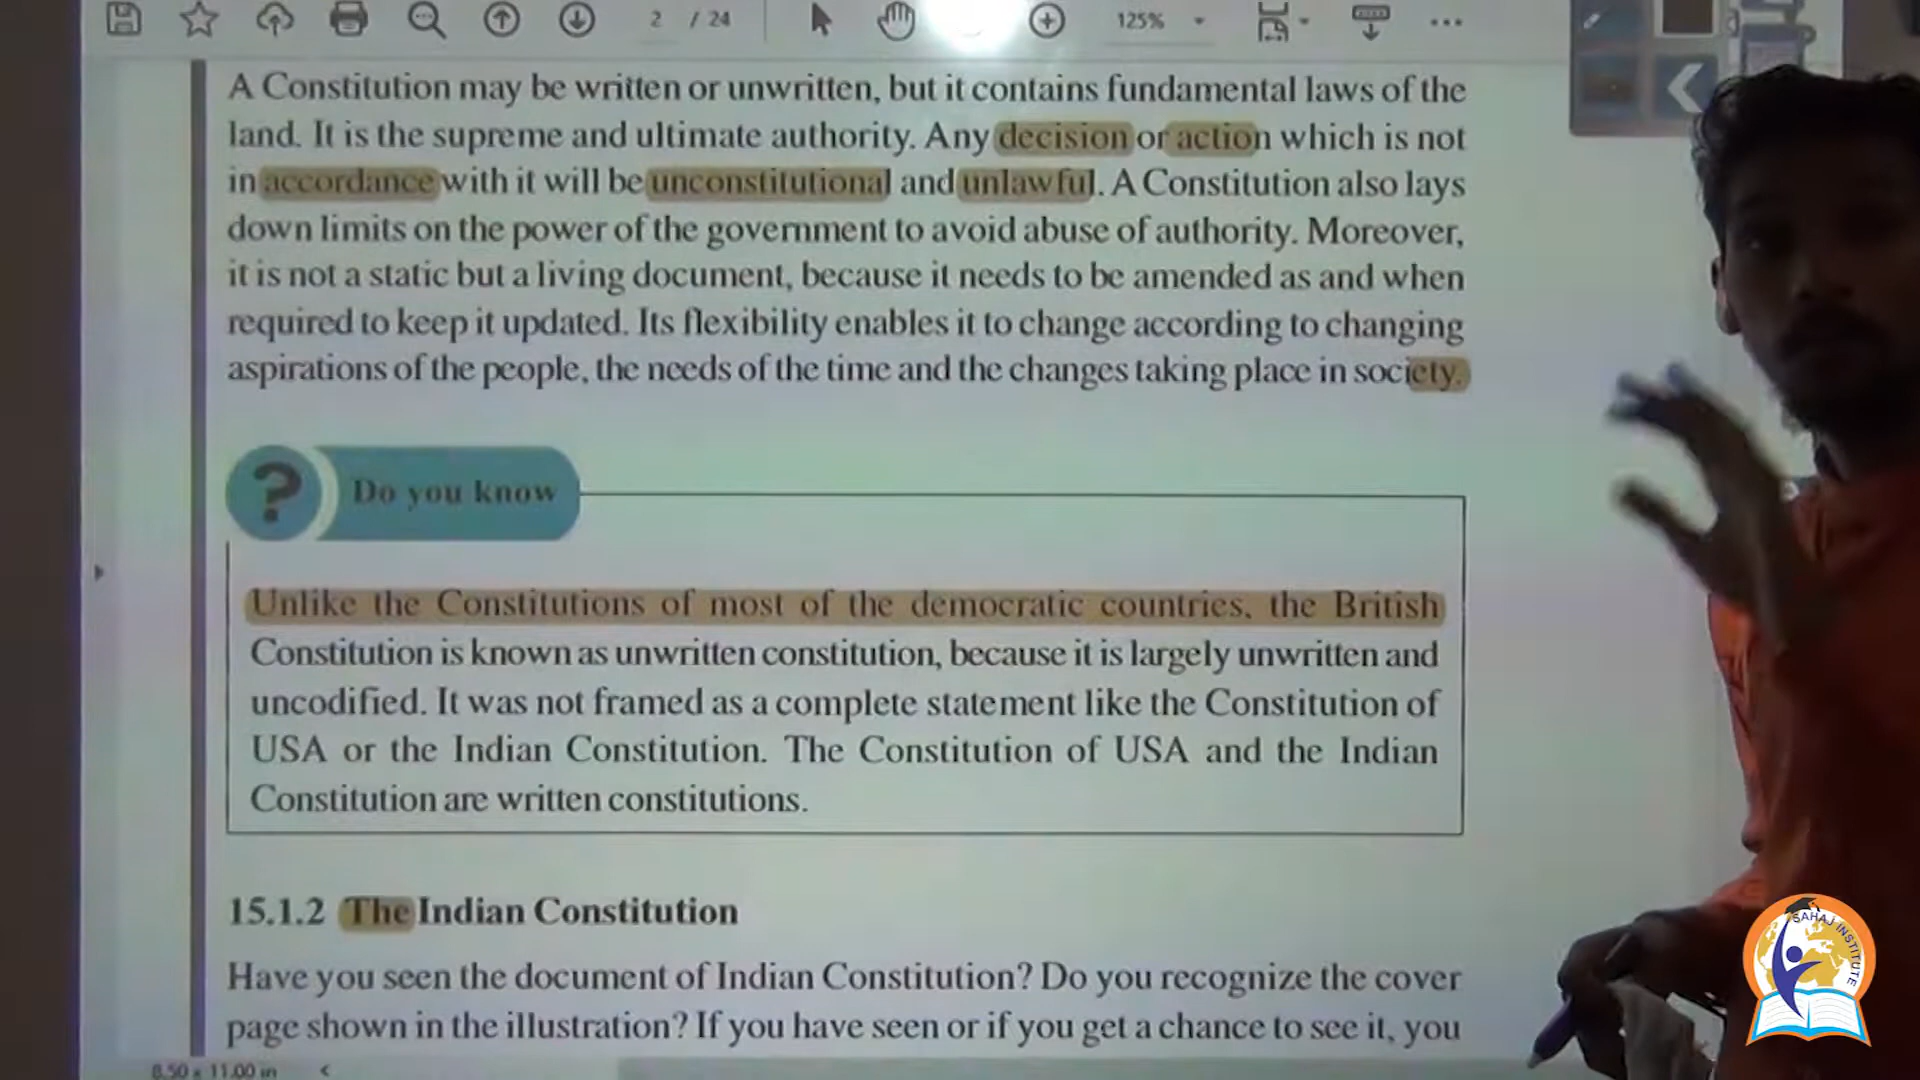 2 / 24
125%
A Constitution may be written or unwritten, but it contains fundamental laws of the
land. It is the supreme and ultimate authority. Any decision or action which is not
in accordance with it will be unconstitutional and unlawful. A Constitution also lays
down limits on the power of the government to avoid abuse of authority. Moreover,
it is not a static but a living document, because it needs to be amended as and when
required to keep it updated. Its flexibility enables it to change according to changing
aspirations of the people, the needs of the time and the changes taking place in society.
?
Do you know
Unlike the Constitutions of most of the democratic countries, the British
Constitution is known as unwritten constitution, because it is largely unwritten and
uncodified. It was not framed as a complete statement like the Constitution of
USA or the Indian Constitution. The Constitution of USA and the Indian
Constitution are written constitutions.
15.1.2 The Indian Constitution
Have you seen the document of Indian Constitution? Do you recognize the cover
page shown in the illustration? If you have seen or if you get a chance to see it, you
8.50 x 11.00 in
SAHAJ INSTITUTE